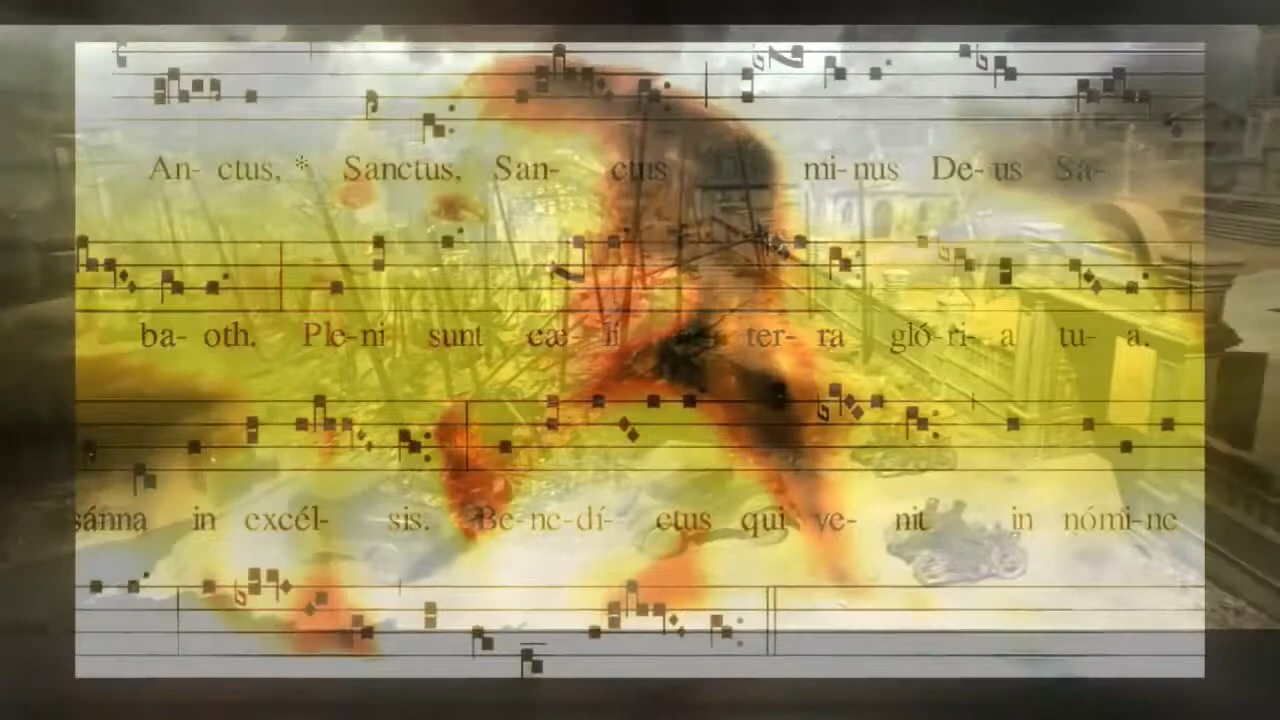 An- ctus, * Sanctus, San- ctus mi-nus De-us Sa-
ba- oth. Ple-ni sunt cæ- li ter- ra gló-ri- a tu- a.
sánna in excél- sis. Be-ne-dí- ctus qui ve- nit in nómi-ne